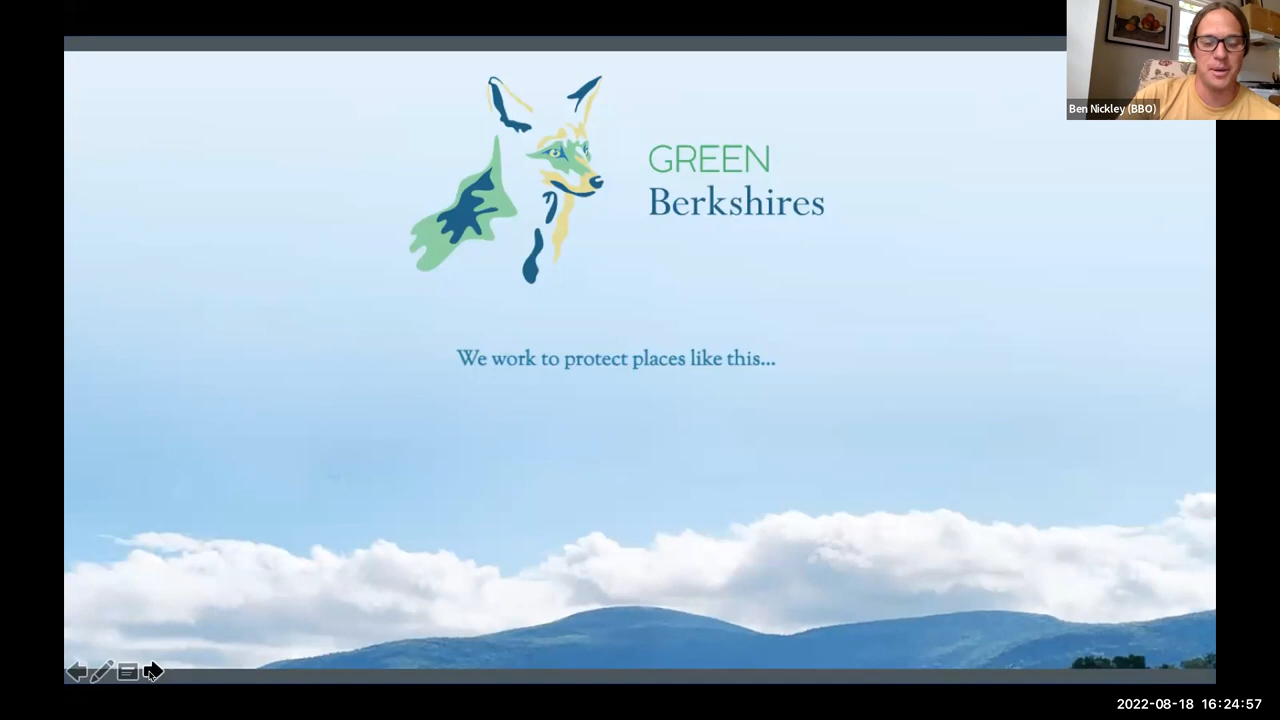 Ben Nickley (BBO)
GREEN
Berkshires
We work to protect places like this...
2022-08-18 16:24:57